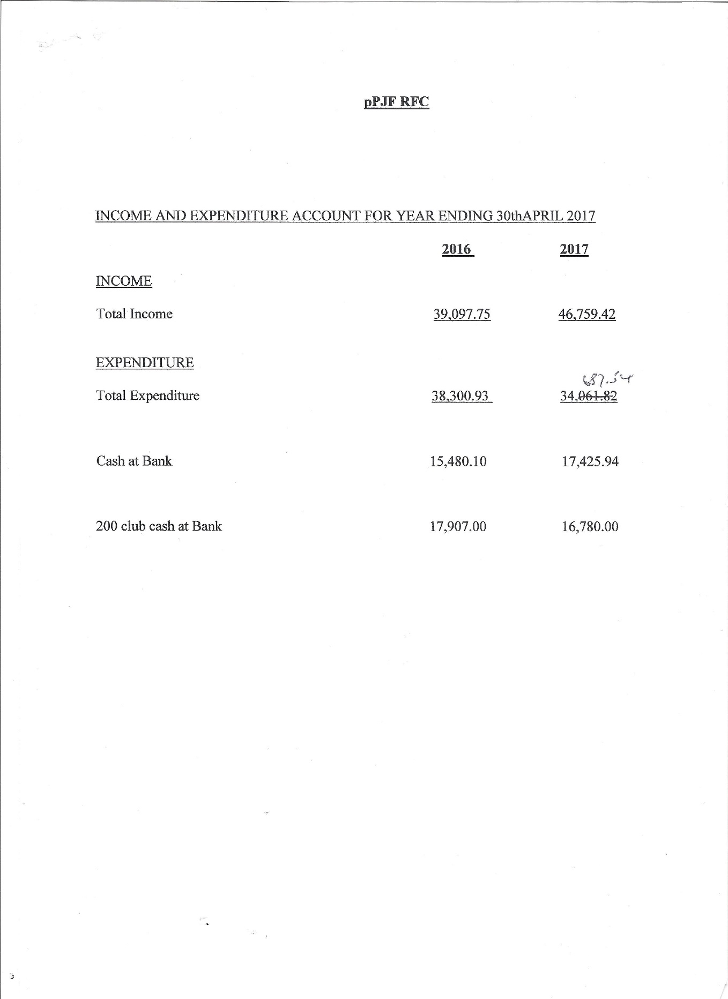 pPJF RFC
INCOME AND EXPENDITURE ACCOUNT FOR YEAR ENDING 30thAPRIL 2017
2016 2017
INCOME
Total Income 39,097.75 46,759.42
EXPENDITURE
687.54
Total Expenditure 38,300.93 34,061.82
Cash at Bank 15,480.10 17,425.94
200 club cash at Bank 17,907.00 16,780.00